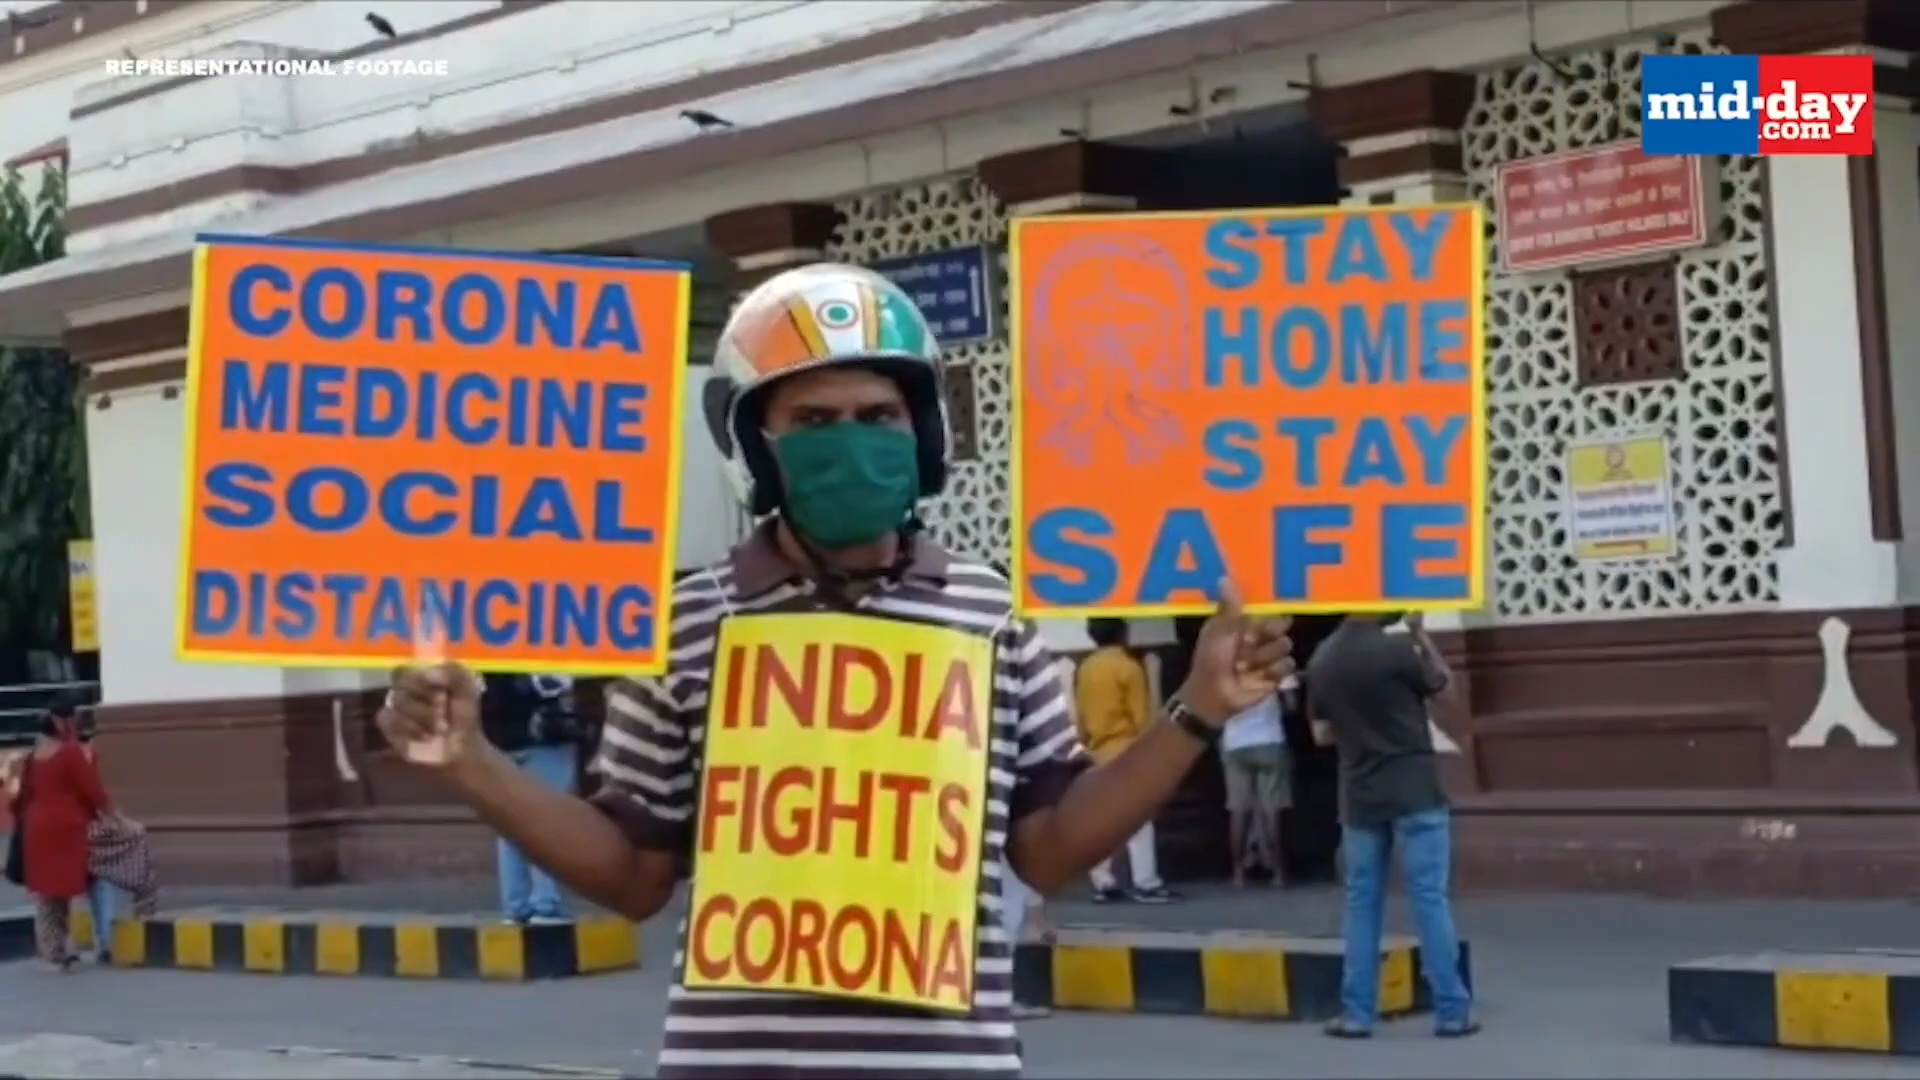 REPRESENTATIONAL FOOTAGE
mid-day
.com
CORONA
MEDICINE
SOCIAL
DISTANCING
STAY
HOME
STAY
SAFE
INDIA
FIGHTS
CORONA